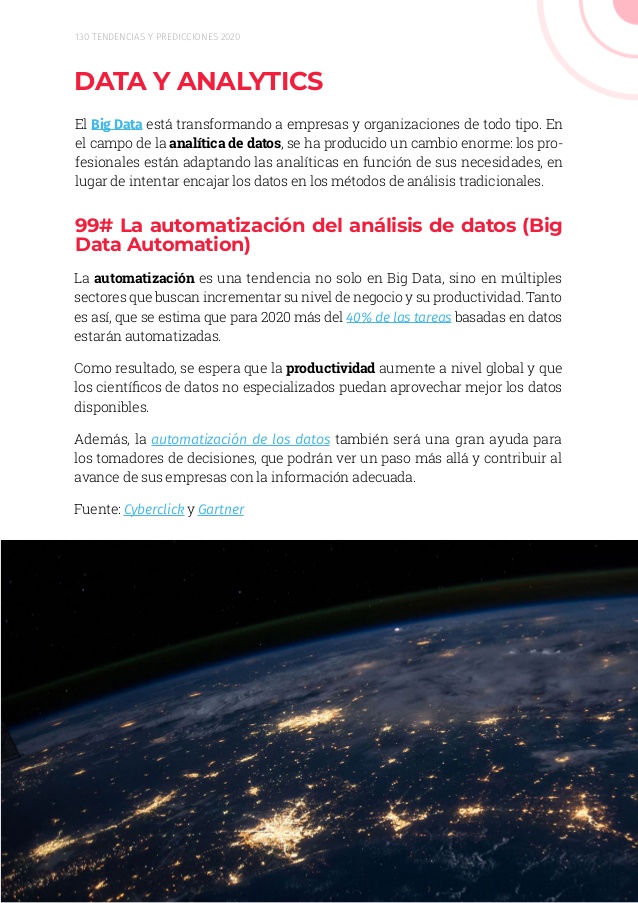 130 TENDENCIAS Y PREDICCIONES 2020
DATA Y ANALYTICS
El Big Data está transformando a empresas y organizaciones de todo tipo. En
el campo de la analítica de datos, se ha producido un cambio enorme: los pro-
fesionales están adaptando las analíticas en función de sus necesidades, en
lugar de intentar encajar los datos en los métodos de análisis tradicionales.
99# La automatización del análisis de datos (Big
Data Automation)
La automatización es una tendencia no solo en Big Data, sino en múltiples
sectores que buscan incrementar su nivel de negocio y su productividad. Tanto
es así, que se estima que para 2020 más del 40% de las tareas basadas en datos
estarán automatizadas.
Como resultado, se espera que la productividad aumente a nivel global y que
los científicos de datos no especializados puedan aprovechar mejor los datos
disponibles.
Además, la automatización de los datos también será una gran ayuda para
los tomadores de decisiones, que podrán ver un paso más allá y contribuir al
avance de sus empresas con la información adecuada.
Fuente: Cyberclick y Gartner